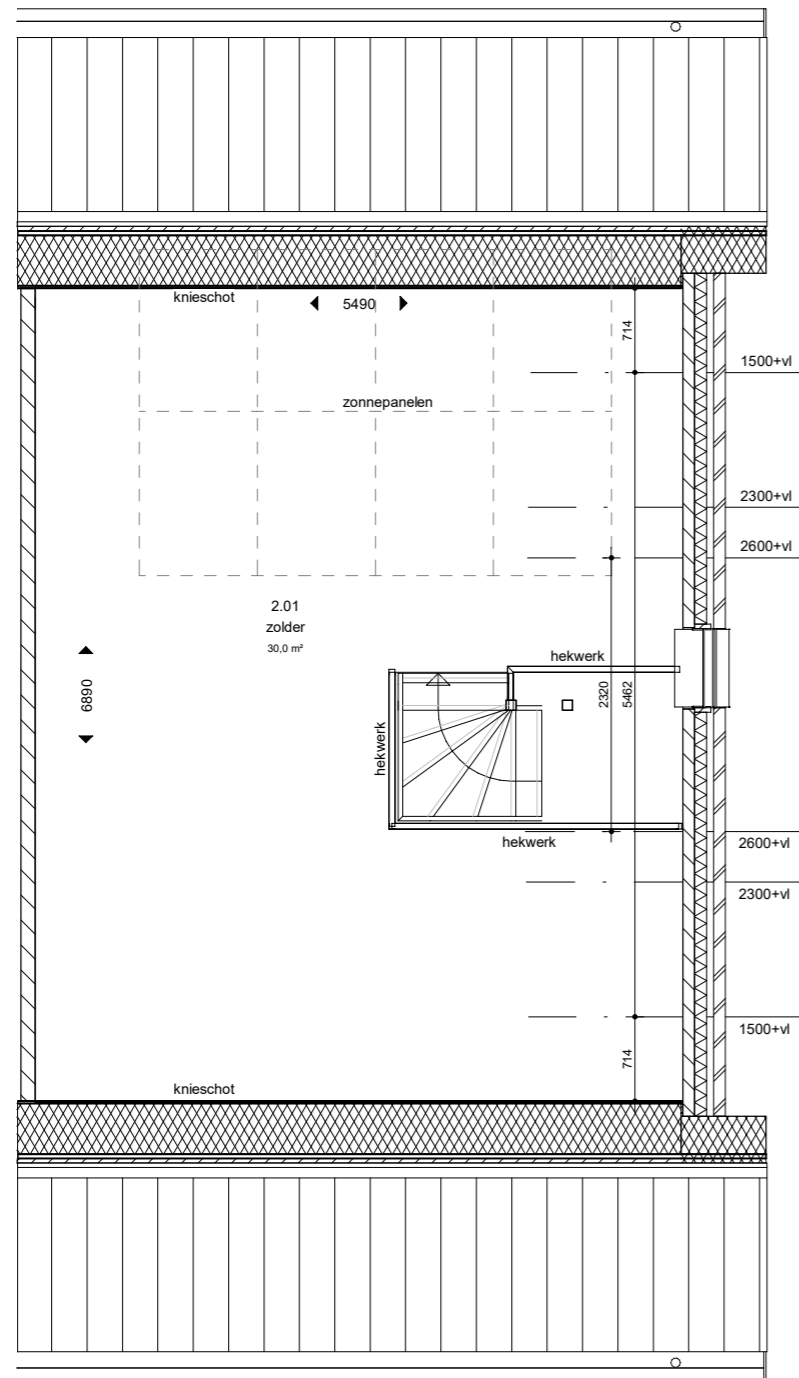 knieschot
5490
714
1500+vl
zonnepanelen
2300+vl
2600+vl
2.01
zolder
30,0 m²
hekwerk
6890
2320
5462
hekwerk
hekwerk
2600+vl
2300+vl
1500+vl
714
knieschot